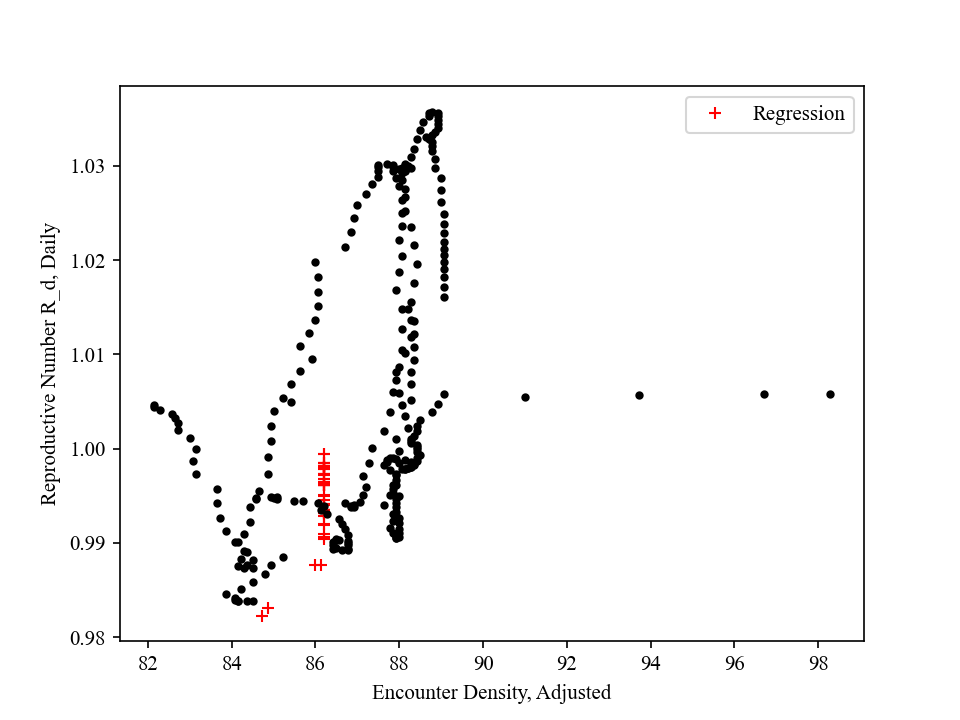 Regression
1.03
1.02
1.01
1.00
0.99
0.98
Reproductive Number R_d, Daily
82 84 86 88 90 92 94 96 98
Encounter Density, Adjusted